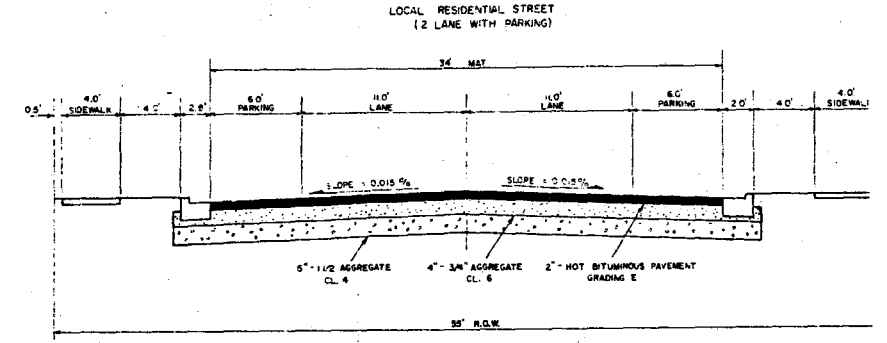 LOCAL RESIDENTIAL STREET
(2 LANE WITH PARKING)
34' MAT
0.5'
4.0'
SIDEWALK
4.0'
2.0'
6.0'
PARKING
11.0'
LANE
11.0'
LANE
6.0'
PARKING
2.0'
4.0'
4.0'
SIDEWAL
SLOPE = 0.015 %
SLOPE = 0.015 %
5" - 1 1/2 AGGREGATE
CL. 4
4" - 3/4" AGGREGATE
CL. 6
2" - HOT BITUMINOUS PAVEMENT
GRADING E
55' R.O.W.